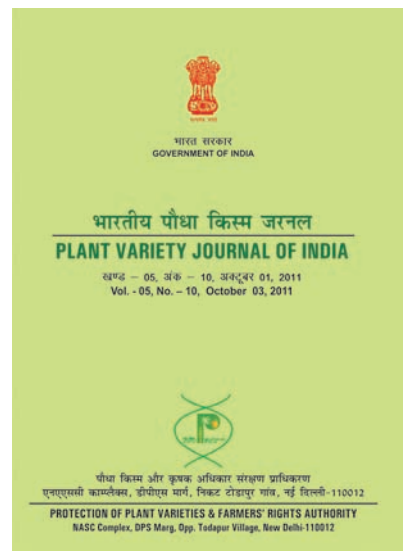 भारत सरकार
GOVERNMENT OF INDIA
भारतीय पौधा किस्म जरनल
PLANT VARIETY JOURNAL OF INDIA
खण्ड – 05, अंक – 10, अक्टूबर 01, 2011
Vol. - 05, No. – 10, October 03, 2011
पौधा किस्म और कृषक अधिकार संरक्षण प्राधिकरण
एनएएससी काम्प्लैक्स, डीपीएस मार्ग, निकट टोडापुर गांव, नई दिल्ली-110012
PROTECTION OF PLANT VARIETIES & FARMERS' RIGHTS AUTHORITY
NASC Complex, DPS Marg, Opp. Todapur Village, New Delhi-110012